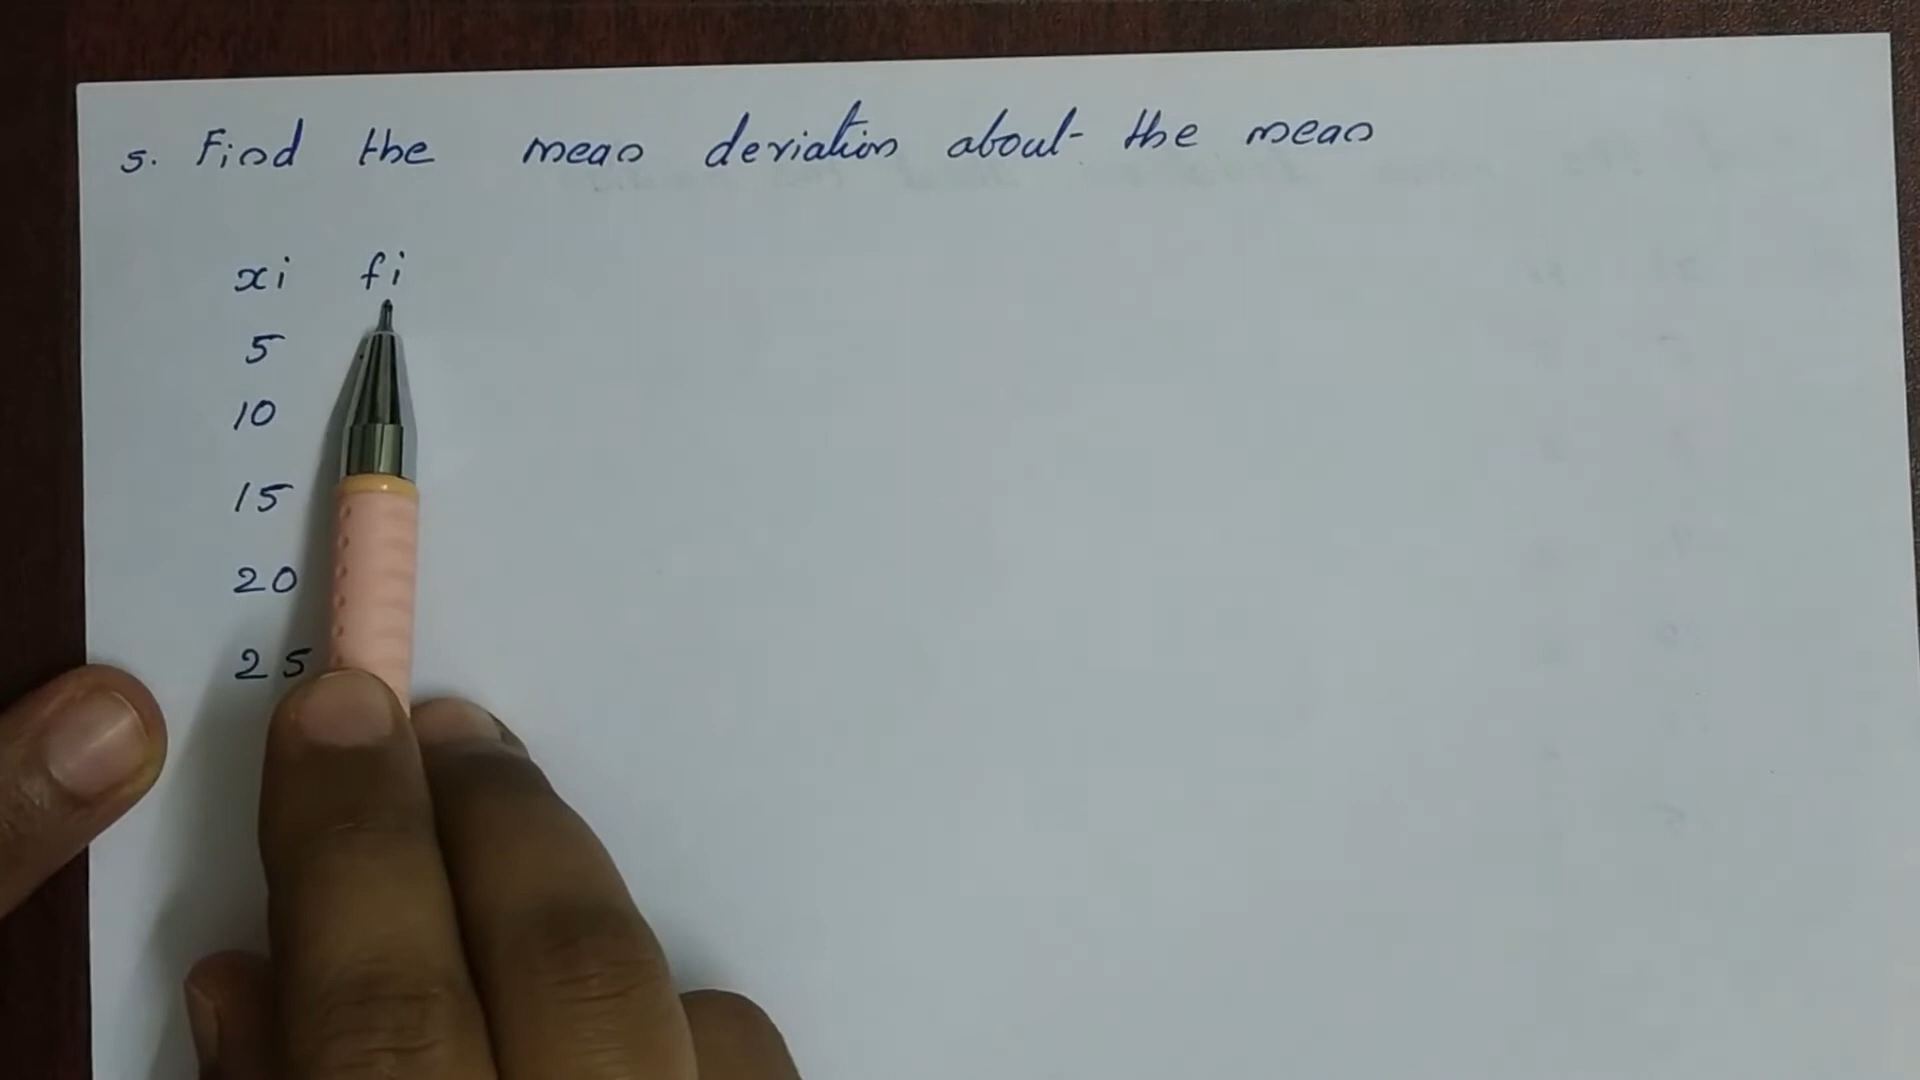 5. Find the mean deviation about the mean
xi fi
5
10
15
20
25